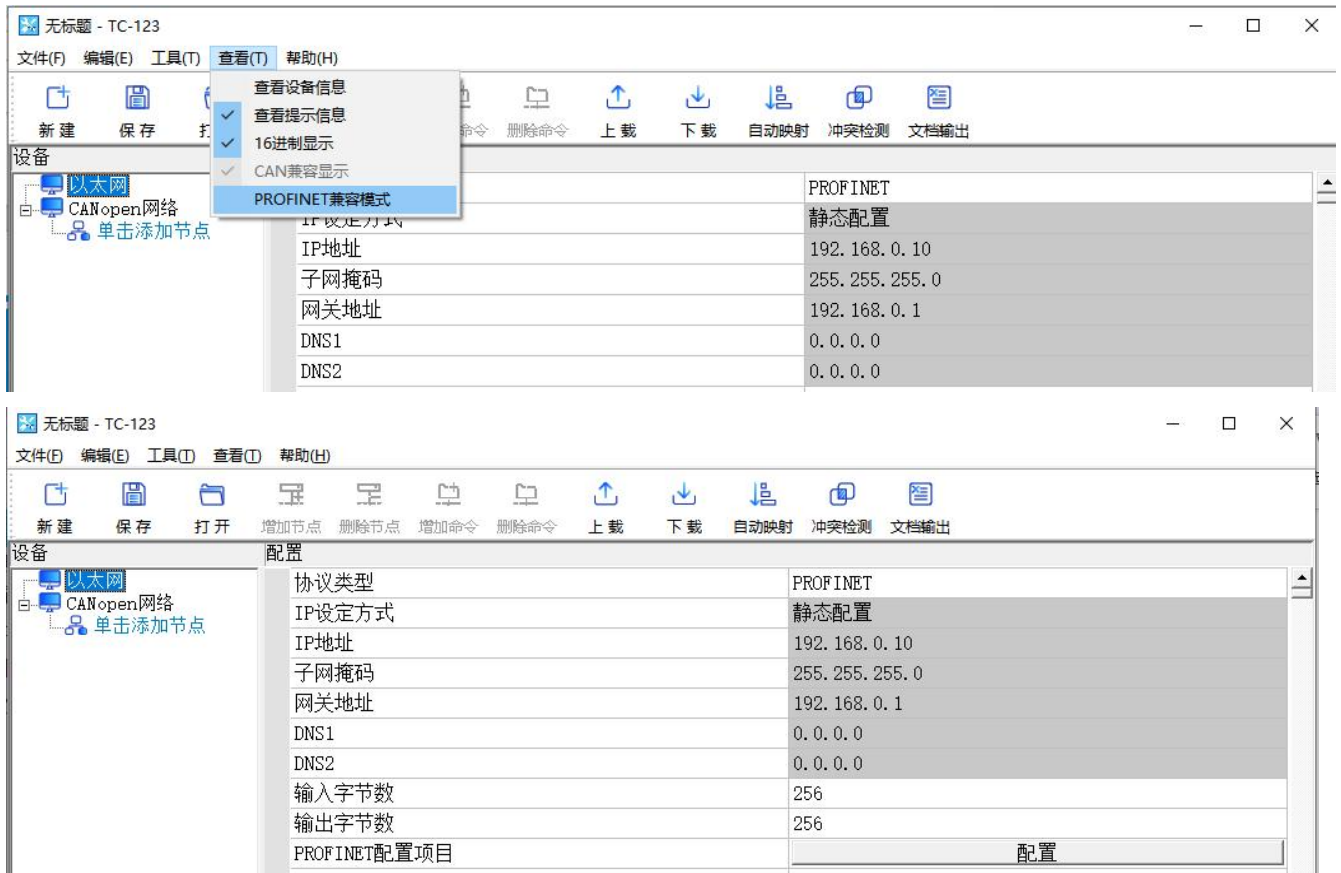 无标题 - TC-123
文件(F) 编辑(E) 工具(T) 查看(T) 帮助(H)
查看设备信息
查看提示信息
16进制显示
CAN兼容显示
PROFINET兼容模式
新建 保存 打 命令 删除命令 上载 下载 自动映射 冲突检测 文档输出
设备
以太网
CANopen网络
单击添加节点
PROFINET
IP设定方式 静态配置
IP地址 192.168.0.10
子网掩码 255.255.255.0
网关地址 192.168.0.1
DNS1 0.0.0.0
DNS2 0.0.0.0
无标题 - TC-123
文件(F) 编辑(E) 工具(T) 查看(T) 帮助(H)
新建 保存 打开 增加节点 删除节点 增加命令 删除命令 上载 下载 自动映射 冲突检测 文档输出
设备 配置
以太网
CANopen网络
单击添加节点
协议类型 PROFINET
IP设定方式 静态配置
IP地址 192.168.0.10
子网掩码 255.255.255.0
网关地址 192.168.0.1
DNS1 0.0.0.0
DNS2 0.0.0.0
输入字节数 256
输出字节数 256
PROFINET配置项目 配置